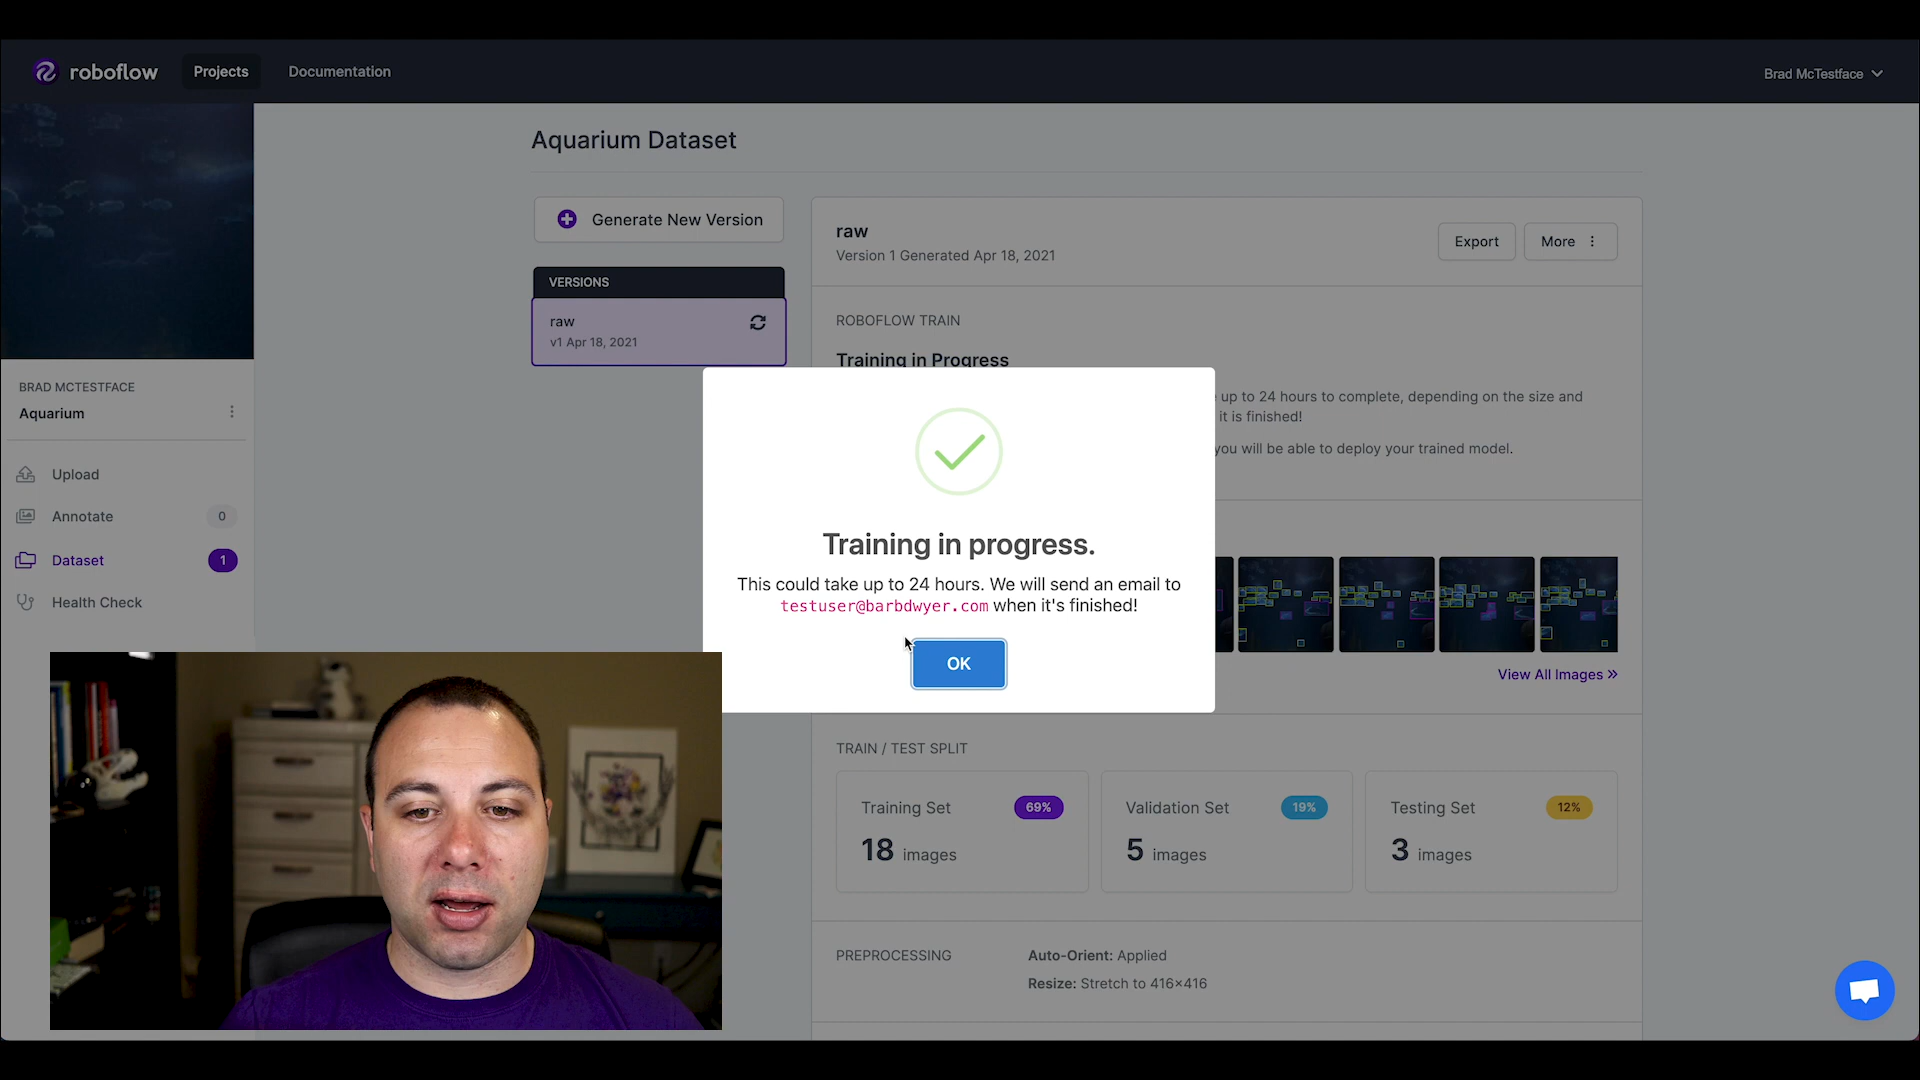 roboflow
Projects
Documentation
Brad McTestface
Aquarium Dataset
Generate New Version
VERSIONS
raw
v1 Apr 18, 2021
raw
Version 1 Generated Apr 18, 2021
Export
More
ROBOFLOW TRAIN
Training in Progress
up to 24 hours to complete, depending on the size and
it is finished!
you will be able to deploy your trained model.
BRAD MCTESTFACE
Aquarium
Upload
Annotate
0
Dataset
1
Health Check
Training in progress.
This could take up to 24 hours. We will send an email to
testuser@barbdwyer.com when it's finished!
OK
View All Images »
TRAIN / TEST SPLIT
Training Set
69%
18 images
Validation Set
19%
5 images
Testing Set
12%
3 images
PREPROCESSING
Auto-Orient: Applied
Resize: Stretch to 416×416